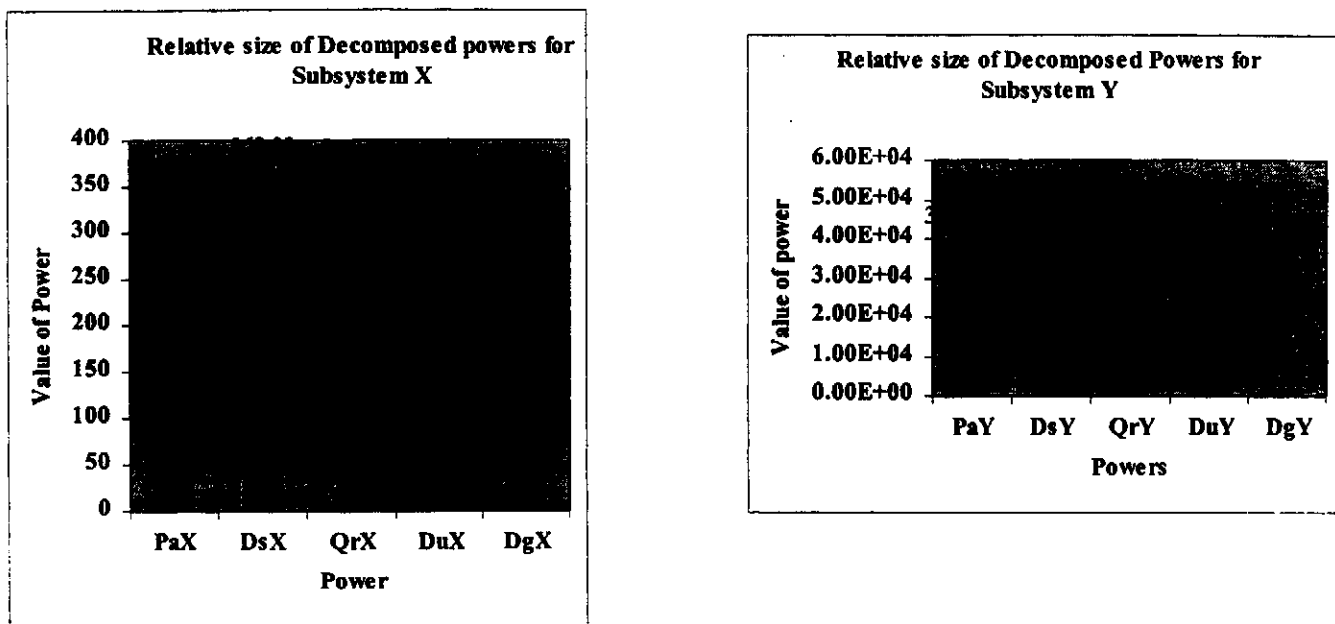 Relative size of Decomposed powers for
Subsystem X
400
350
300
250
200
150
100
50
0
Value of Power
PaX DsX QrX DuX DgX
Power
Relative size of Decomposed Powers for
Subsystem Y
6.00E+04
5.00E+04
4.00E+04
3.00E+04
2.00E+04
1.00E+04
0.00E+00
Value of power
PaY DsY QrY DuY DgY
Powers